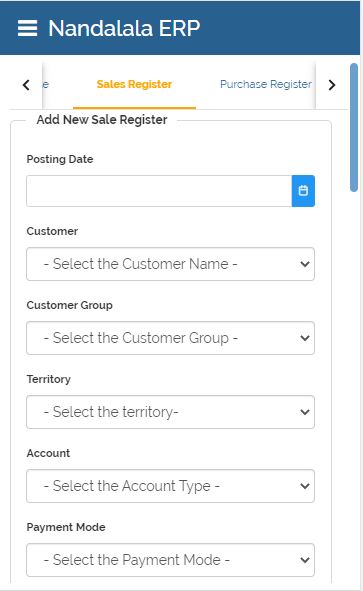 Nandalala ERP
e Sales Register Purchase Register
Add New Sale Register
Posting Date
Customer
- Select the Customer Name -
Customer Group
- Select the Customer Group -
Territory
- Select the territory-
Account
- Select the Account Type -
Payment Mode
- Select the Payment Mode -